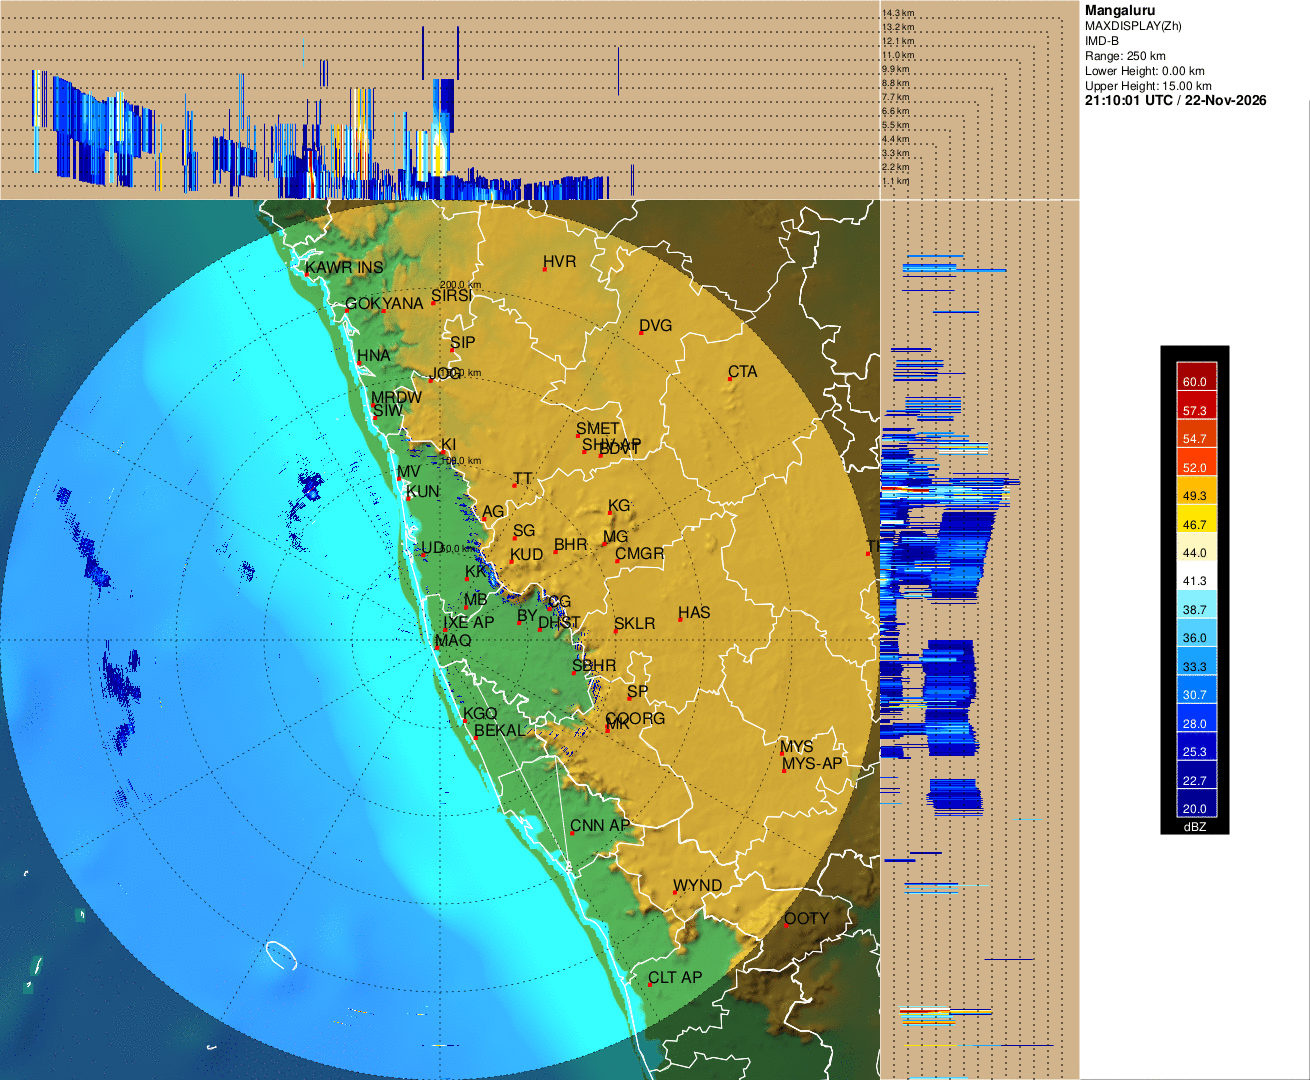 14.3 km
13.2 km
12.1 km
11.0 km
9.9 km
8.8 km
7.7 km
6.6 km
5.5 km
4.4 km
3.3 km
2.2 km
1.1 km
Mangaluru
MAXDISPLAY(Zh)
IMD-B
Range: 250 km
Lower Height: 0.00 km
Upper Height: 15.00 km
21:10:01 UTC / 22-Nov-2026
KAWR INS
HVR
200.0 km
SIRSI
GOKYANA
DVG
SIP
HNA
CTA
JOG
MRDW
SIW
SMET
KI
SHV-AP
BDVT
100.0 km
MV
TT
KUN
KG
AG
SG
MG
UD
50.0 km
KUD
BHR
CMGR
KK
MB
CG
IXE AP
BY
DHST
SKLR
HAS
MAQ
SBHR
SP
KGQ
COORG
MK
BEKAL
MYS
MYS-AP
CNN AP
WYND
OOTY
CLT AP
60.0
57.3
54.7
52.0
49.3
46.7
44.0
41.3
38.7
36.0
33.3
30.7
28.0
25.3
22.7
20.0
dBZ